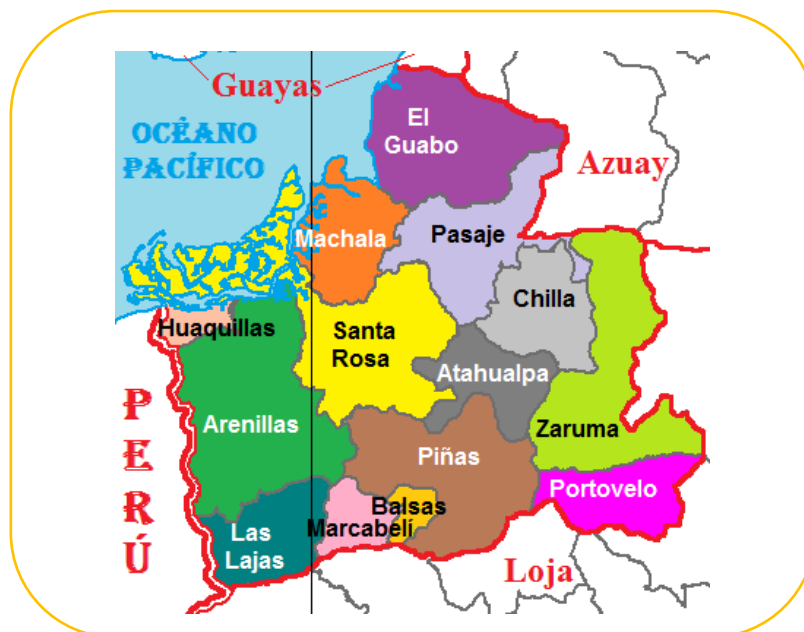 Guayas
El
Guabo
OCÉANO
PACÍFICO
Azuay
Machala
Pasaje
Chilla
Huaquillas
Santa
Rosa
Atahualpa
PERÚ
Arenillas
Zaruma
Piñas
Portovelo
Balsas
Marcabelí
Las
Lajas
Loja